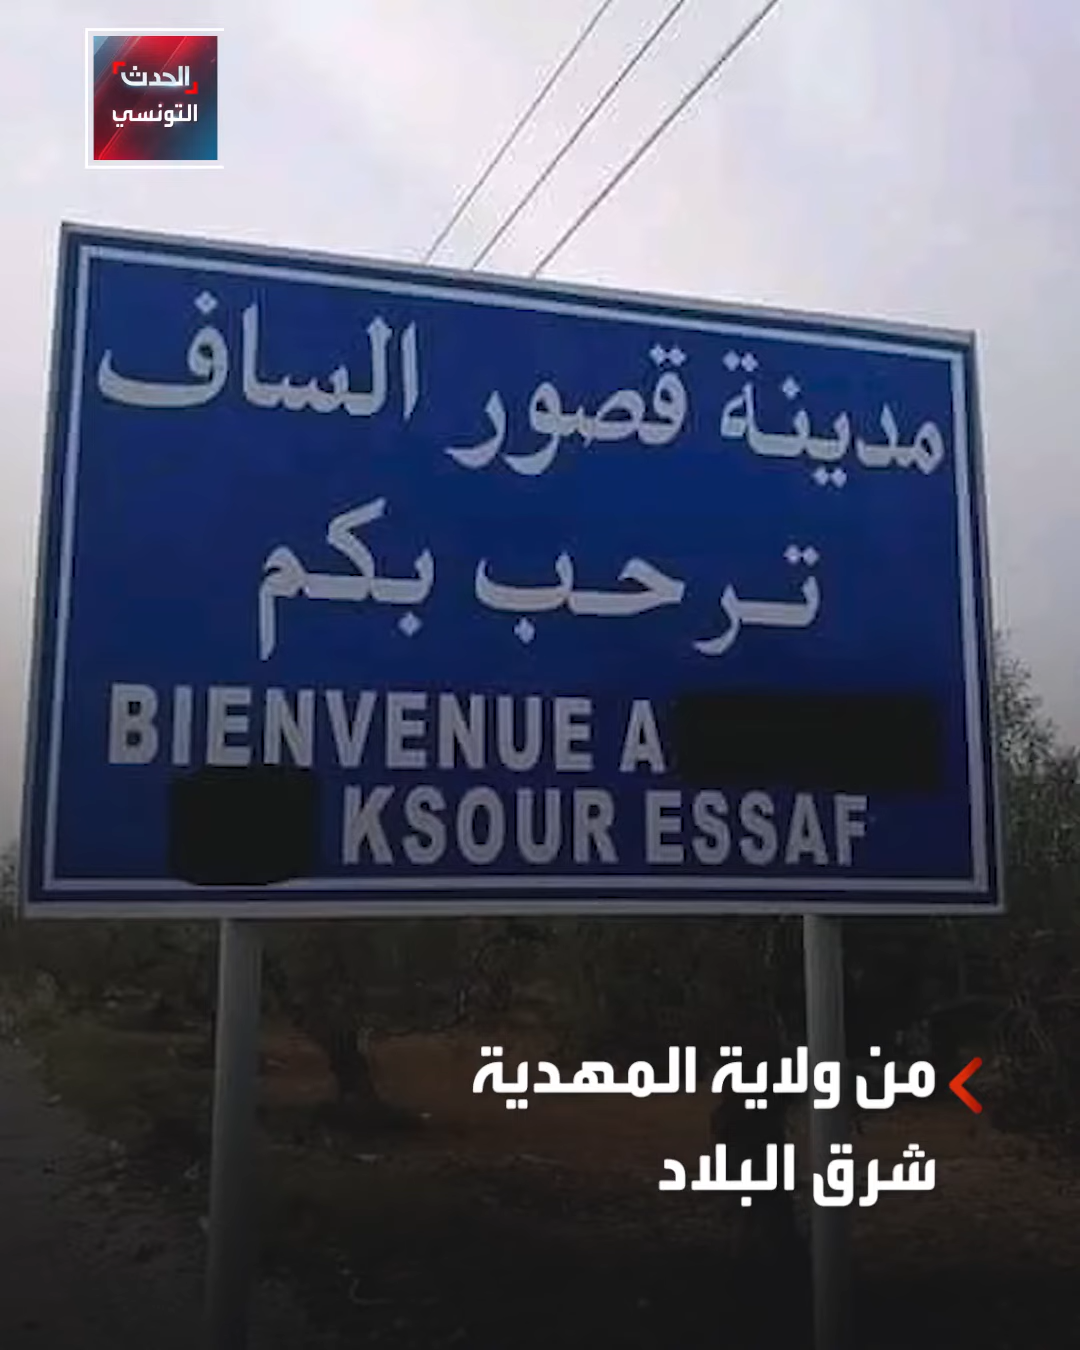 الحدث
التونسي
مدينة قصور الساف
ترحب بكم
BIENVENUE A
KSOUR ESSAF
من ولاية المهدية
شرق البلاد